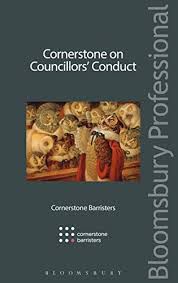 Cornerstone on
Councillors' Conduct
Cornerstone Barristers
cornerstone
barristers
BLOOMSBURY
Bloomsbury Professional